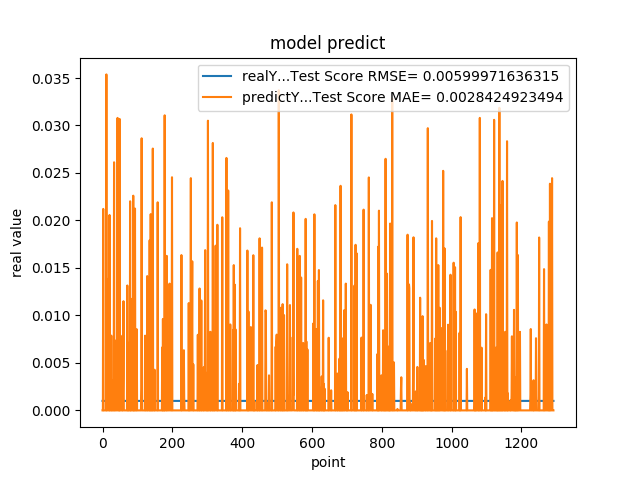 model predict
realY...Test Score RMSE= 0.00599971636315
predictY...Test Score MAE= 0.0028424923494
real value
0.035
0.030
0.025
0.020
0.015
0.010
0.005
0.000
0 200 400 600 800 1000 1200
point